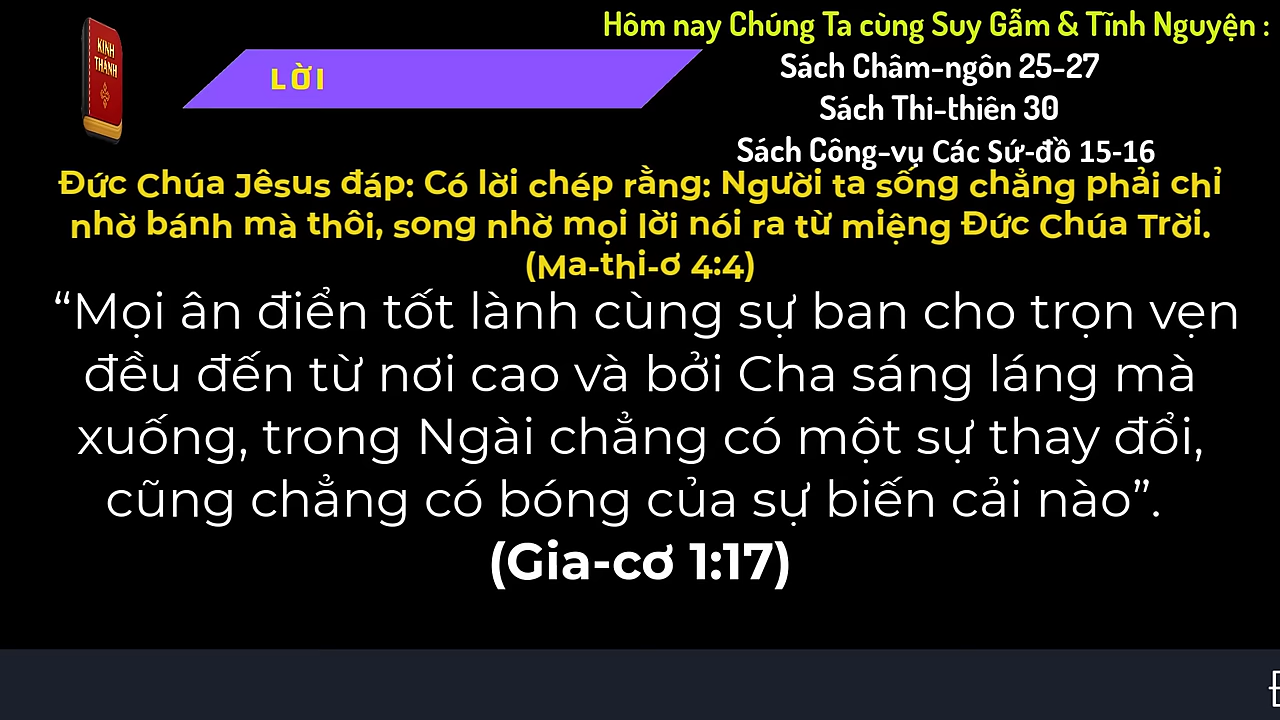 KINH
THÁNH
LỜI
Hôm nay Chúng Ta cùng Suy Gẫm & Tĩnh Nguyện :
Sách Châm-ngôn 25-27
Sách Thi-thiên 30
Sách Công-vụ Các Sứ-đồ 15-16
Đức Chúa Jêsus đáp: Có lời chép rằng: Người ta sống chẳng phải chỉ
nhờ bánh mà thôi, song nhờ mọi lời nói ra từ miệng Đức Chúa Trời.
(Ma-thi-ơ 4:4)
“Mọi ân điển tốt lành cùng sự ban cho trọn vẹn
đều đến từ nơi cao và bởi Cha sáng láng mà
xuống, trong Ngài chẳng có một sự thay đổi,
cũng chẳng có bóng của sự biến cải nào”.
(Gia-cơ 1:17)